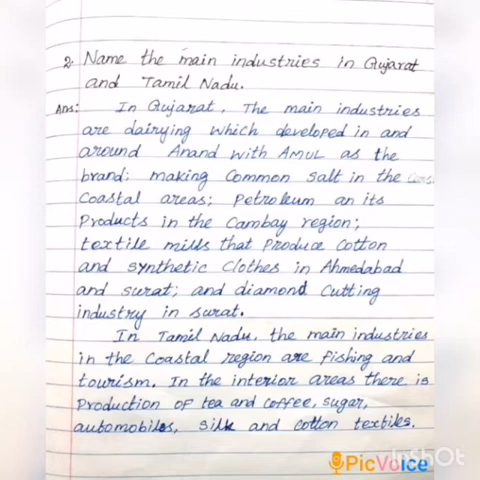 2. Name the main industries in Gujarat
and Tamil Nadu.
Ans: In Gujarat, The main industries
are dairying which developed in and
around Anand with AMUL as the
brand; making Common salt in the
Coastal areas; Petroleum an its
Products in the Cambay region;
textile mills that Produce Cotton
and synthetic Clothes in Ahmedabad
and surat; and diamond Cutting
industry in surat.
In Tamil Nadu, the main industries
in the Coastal region are fishing and
tourism. In the interior areas there is
Production of tea and coffee, sugar,
automobiles, silk and cotton textiles.
InShOt
PicVoice